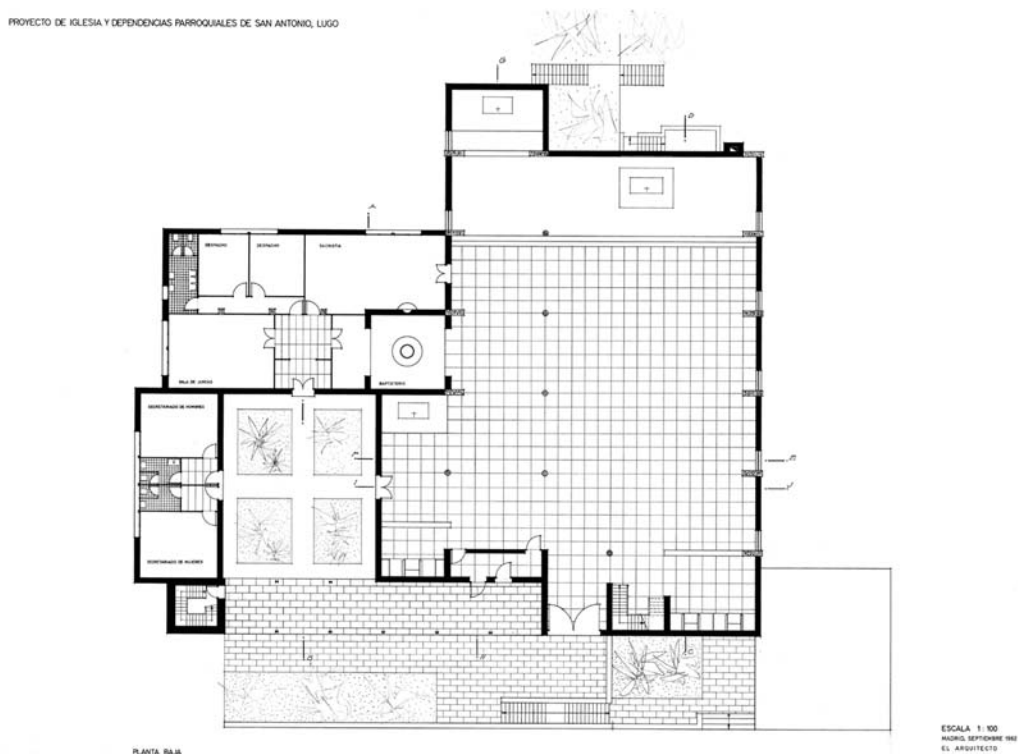 PROYECTO DE IGLESIA Y DEPENDENCIAS PARROQUIALES DE SAN ANTONIO, LUGO
G
D
A
DESPACHO
DESPACHO
SACRISTIA
SALA DE JUNTAS
BAPTISTERIO
SECRETARIADO DE HOMBRES
SECRETARIADO DE MUJERES
C
PLANTA BAJA
ESCALA 1:100
MADRID, SEPTIEMBRE 1962
EL ARQUITECTO